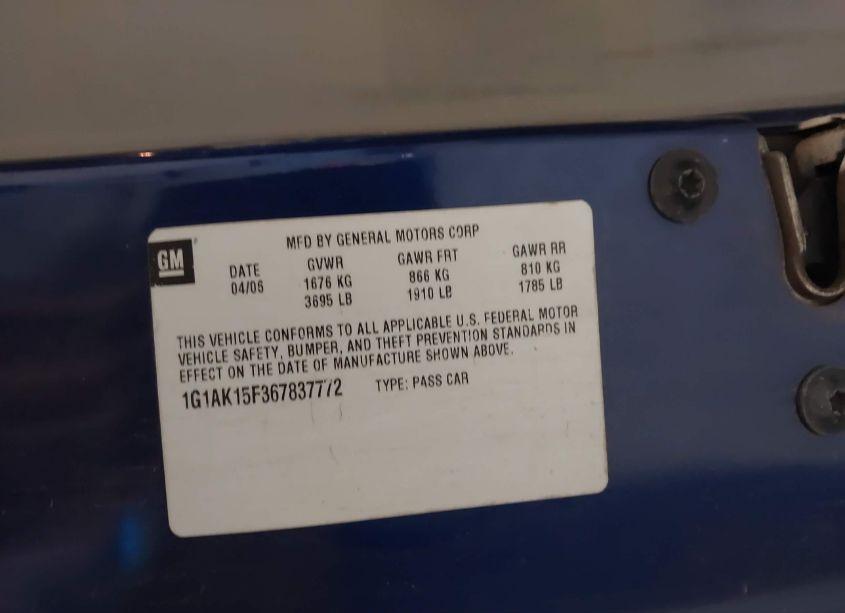 GM
MFD BY GENERAL MOTORS CORP
DATE GVWR GAWR FRT GAWR RR
04/06 1676 KG 866 KG 810 KG
3695 LB 1910 LB 1785 LB
THIS VEHICLE CONFORMS TO ALL APPLICABLE U.S. FEDERAL MOTOR
VEHICLE SAFETY, BUMPER, AND THEFT PREVENTION STANDARDS IN
EFFECT ON THE DATE OF MANUFACTURE SHOWN ABOVE.
1G1AK15F367837772 TYPE: PASS CAR